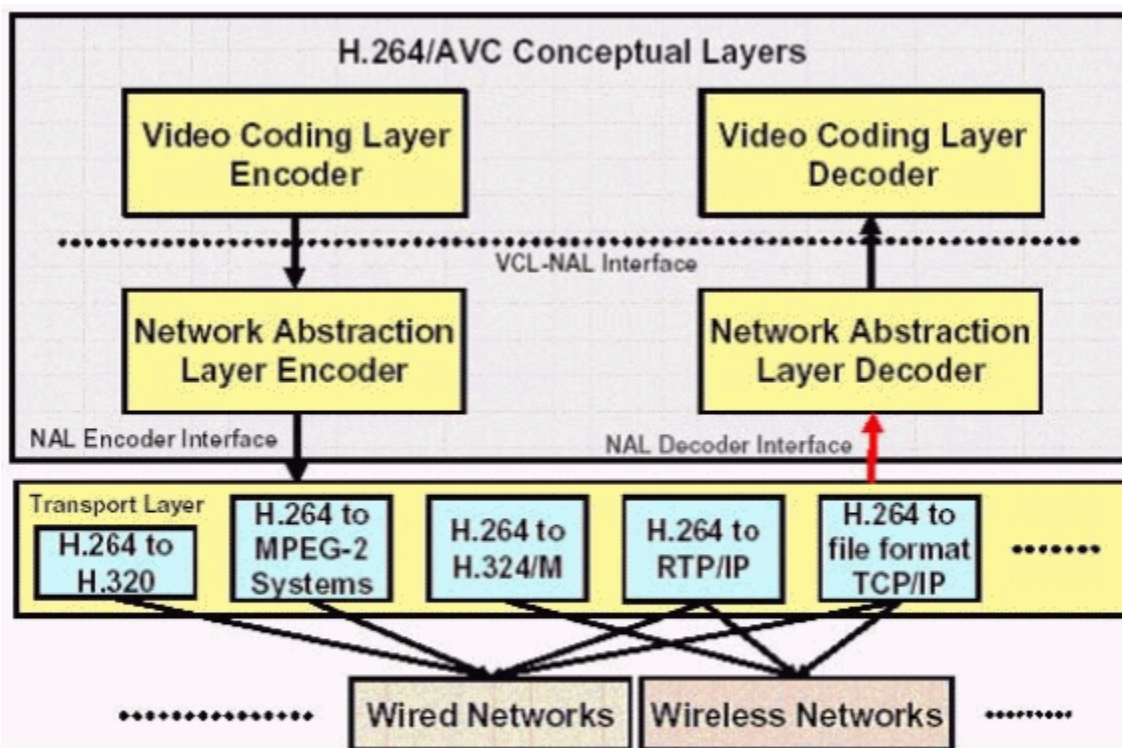 H.264/AVC Conceptual Layers
Video Coding Layer
Encoder
Video Coding Layer
Decoder
VCL-NAL Interface
Network Abstraction
Layer Encoder
Network Abstraction
Layer Decoder
NAL Encoder Interface
NAL Decoder Interface
Transport Layer
H.264 to
H.320
H.264 to
MPEG-2
Systems
H.264 to
H.324/M
H.264 to
RTP/IP
H.264 to
file format
TCP/IP
Wired Networks
Wireless Networks